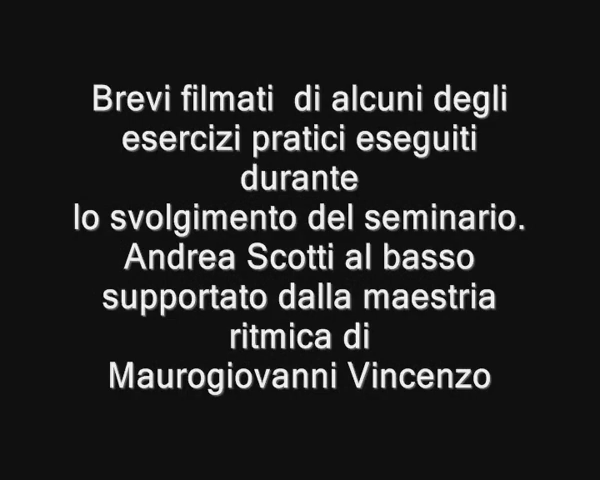 Brevi filmati  di alcuni degli
esercizi pratici eseguiti
durante
lo svolgimento del seminario.
Andrea Scotti al basso
supportato dalla maestria
ritmica di
Maurogiovanni Vincenzo